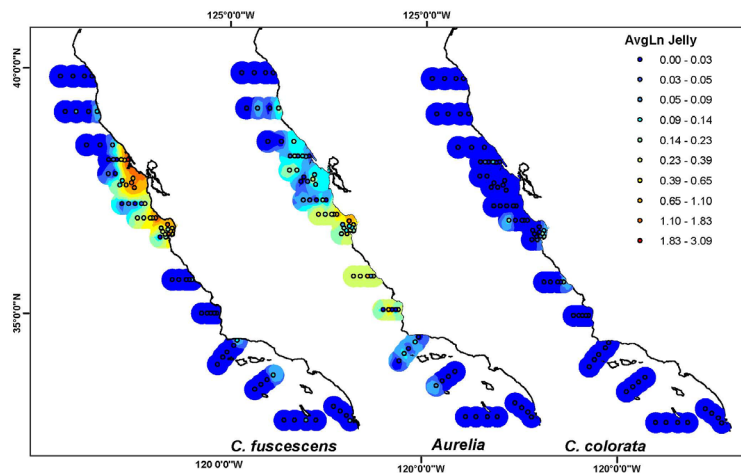 125°0'0"W
125°0'0"W
40°0'0"N
35°0'0"N
AvgLn Jelly
0.00 - 0.03
0.03 - 0.05
0.05 - 0.09
0.09 - 0.14
0.14 - 0.23
0.23 - 0.39
0.39 - 0.65
0.65 - 1.10
1.10 - 1.83
1.83 - 3.09
C. fuscescens
Aurelia
C. colorata
120°0'0"W
120°0'0"W
120°0'0"W